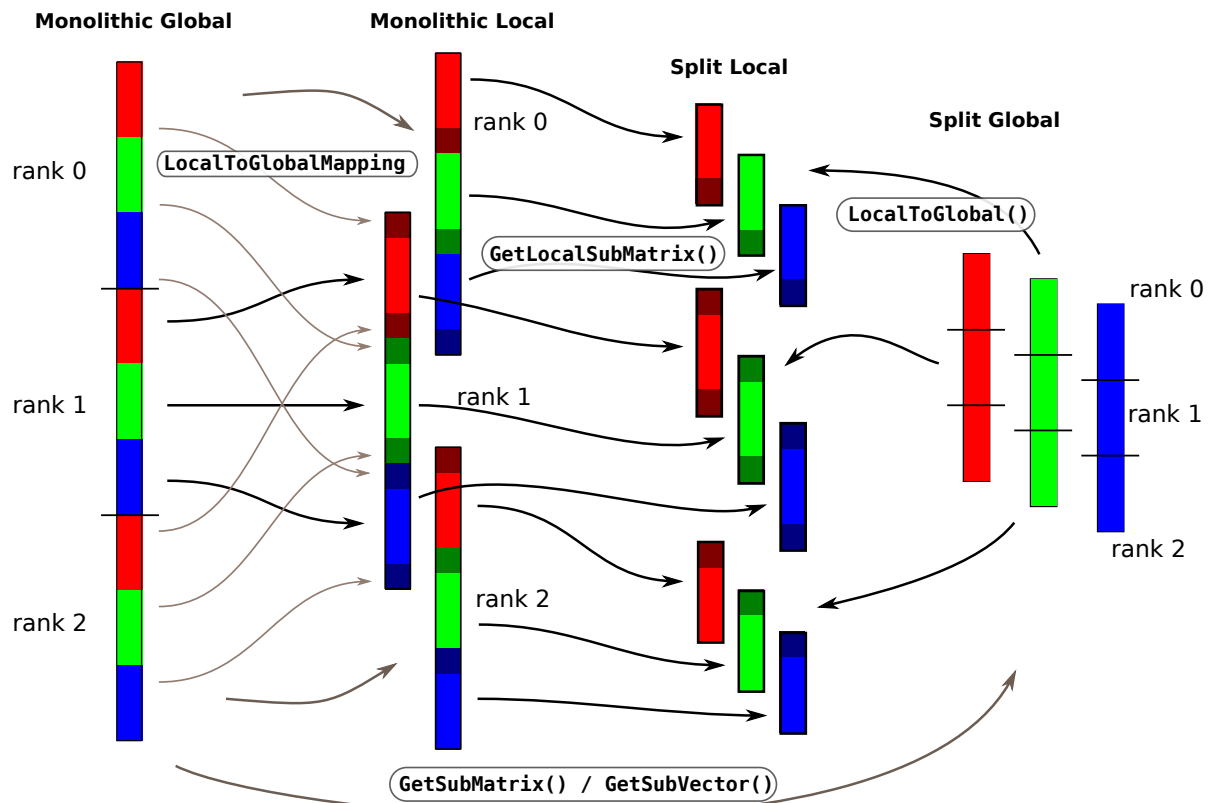 Monolithic Global
Monolithic Local
Split Local
Split Global
rank 0
rank 0
LocalToGlobalMapping
LocalToGlobal()
GetLocalSubMatrix()
rank 0
rank 1
rank 1
rank 1
rank 2
rank 2
rank 2
GetSubMatrix() / GetSubVector()